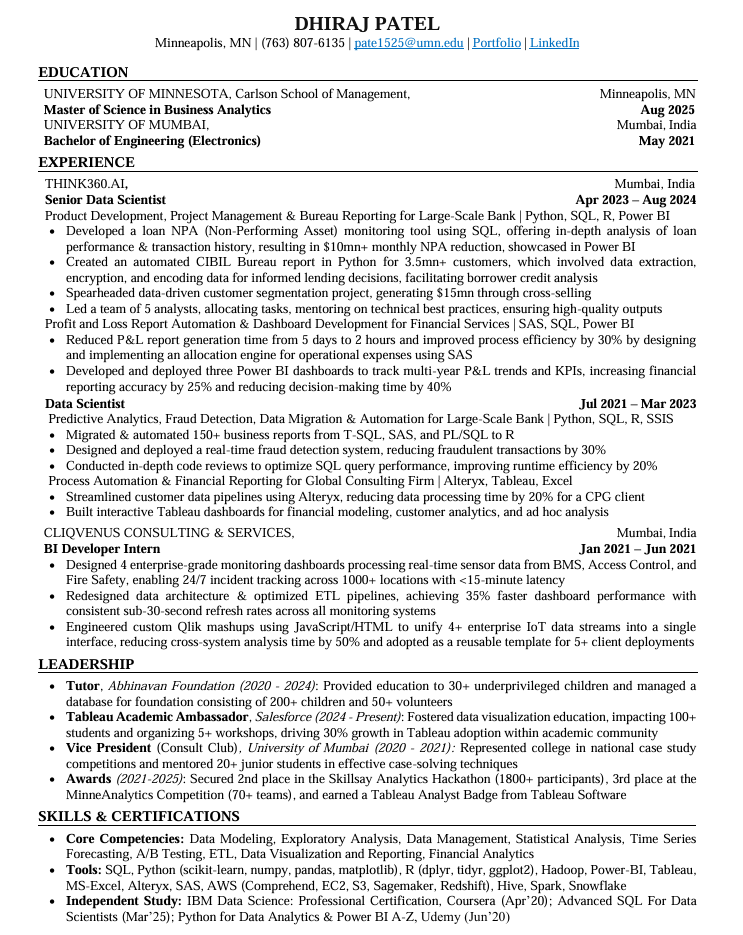 DHIRAJ PATEL
Minneapolis, MN | (763) 807-6135 | pate1525@umn.edu | Portfolio | LinkedIn
EDUCATION
UNIVERSITY OF MINNESOTA, Carlson School of Management, Minneapolis, MN
Master of Science in Business Analytics Aug 2025
UNIVERSITY OF MUMBAI, Mumbai, India
Bachelor of Engineering (Electronics) May 2021
EXPERIENCE
THINK360.AI, Mumbai, India
Senior Data Scientist Apr 2023 – Aug 2024
Product Development, Project Management & Bureau Reporting for Large-Scale Bank | Python, SQL, R, Power BI
• Developed a loan NPA (Non-Performing Asset) monitoring tool using SQL, offering in-depth analysis of loan
performance & transaction history, resulting in $10mn+ monthly NPA reduction, showcased in Power BI
• Created an automated CIBIL Bureau report in Python for 3.5mn+ customers, which involved data extraction,
encryption, and encoding data for informed lending decisions, facilitating borrower credit analysis
• Spearheaded data-driven customer segmentation project, generating $15mn through cross-selling
• Led a team of 5 analysts, allocating tasks, mentoring on technical best practices, ensuring high-quality outputs
Profit and Loss Report Automation & Dashboard Development for Financial Services | SAS, SQL, Power BI
• Reduced P&L report generation time from 5 days to 2 hours and improved process efficiency by 30% by designing
and implementing an allocation engine for operational expenses using SAS
• Developed and deployed three Power BI dashboards to track multi-year P&L trends and KPIs, increasing financial
reporting accuracy by 25% and reducing decision-making time by 40%
Data Scientist Jul 2021 – Mar 2023
Predictive Analytics, Fraud Detection, Data Migration & Automation for Large-Scale Bank | Python, SQL, R, SSIS
• Migrated & automated 150+ business reports from T-SQL, SAS, and PL/SQL to R
• Designed and deployed a real-time fraud detection system, reducing fraudulent transactions by 30%
• Conducted in-depth code reviews to optimize SQL query performance, improving runtime efficiency by 20%
Process Automation & Financial Reporting for Global Consulting Firm | Alteryx, Tableau, Excel
• Streamlined customer data pipelines using Alteryx, reducing data processing time by 20% for a CPG client
• Built interactive Tableau dashboards for financial modeling, customer analytics, and ad hoc analysis
CLIQVENUS CONSULTING & SERVICES, Mumbai, India
BI Developer Intern Jan 2021 – Jun 2021
• Designed 4 enterprise-grade monitoring dashboards processing real-time sensor data from BMS, Access Control, and
Fire Safety, enabling 24/7 incident tracking across 1000+ locations with <15-minute latency
• Redesigned data architecture & optimized ETL pipelines, achieving 35% faster dashboard performance with
consistent sub-30-second refresh rates across all monitoring systems
• Engineered custom Qlik mashups using JavaScript/HTML to unify 4+ enterprise IoT data streams into a single
interface, reducing cross-system analysis time by 50% and adopted as a reusable template for 5+ client deployments
LEADERSHIP
• Tutor, Abhinavan Foundation (2020 - 2024): Provided education to 30+ underprivileged children and managed a
database for foundation consisting of 200+ children and 50+ volunteers
• Tableau Academic Ambassador, Salesforce (2024 - Present): Fostered data visualization education, impacting 100+
students and organizing 5+ workshops, driving 30% growth in Tableau adoption within academic community
• Vice President (Consult Club), University of Mumbai (2020 - 2021): Represented college in national case study
competitions and mentored 20+ junior students in effective case-solving techniques
• Awards (2021-2025): Secured 2nd place in the Skillsay Analytics Hackathon (1800+ participants), 3rd place at the
MinneAnalytics Competition (70+ teams), and earned a Tableau Analyst Badge from Tableau Software
SKILLS & CERTIFICATIONS
• Core Competencies: Data Modeling, Exploratory Analysis, Data Management, Statistical Analysis, Time Series
Forecasting, A/B Testing, ETL, Data Visualization and Reporting, Financial Analytics
• Tools: SQL, Python (scikit-learn, numpy, pandas, matplotlib), R (dplyr, tidyr, ggplot2), Hadoop, Power-BI, Tableau,
MS-Excel, Alteryx, SAS, AWS (Comprehend, EC2, S3, Sagemaker, Redshift), Hive, Spark, Snowflake
• Independent Study: IBM Data Science: Professional Certification, Coursera (Apr'20); Advanced SQL For Data
Scientists (Mar'25); Python for Data Analytics & Power BI A-Z, Udemy (Jun'20)